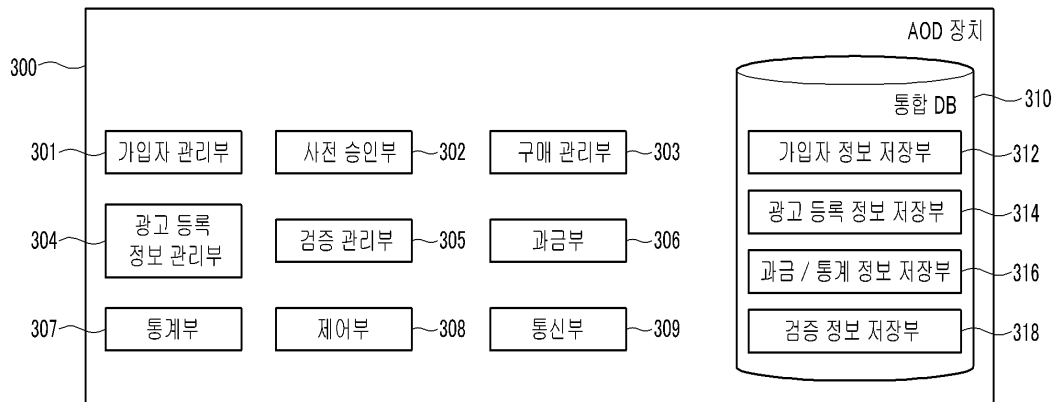 AOD 장치
300
310
통합 DB
301 가입자 관리부 사전 승인부 302 구매 관리부 303 가입자 정보 저장부 312
광고 등록 정보 저장부 314
304 광고 등록
정보 관리부 검증 관리부 305 과금부 306
과금 / 통계 정보 저장부 316
307 통계부 제어부 308 통신부 309 검증 정보 저장부 318